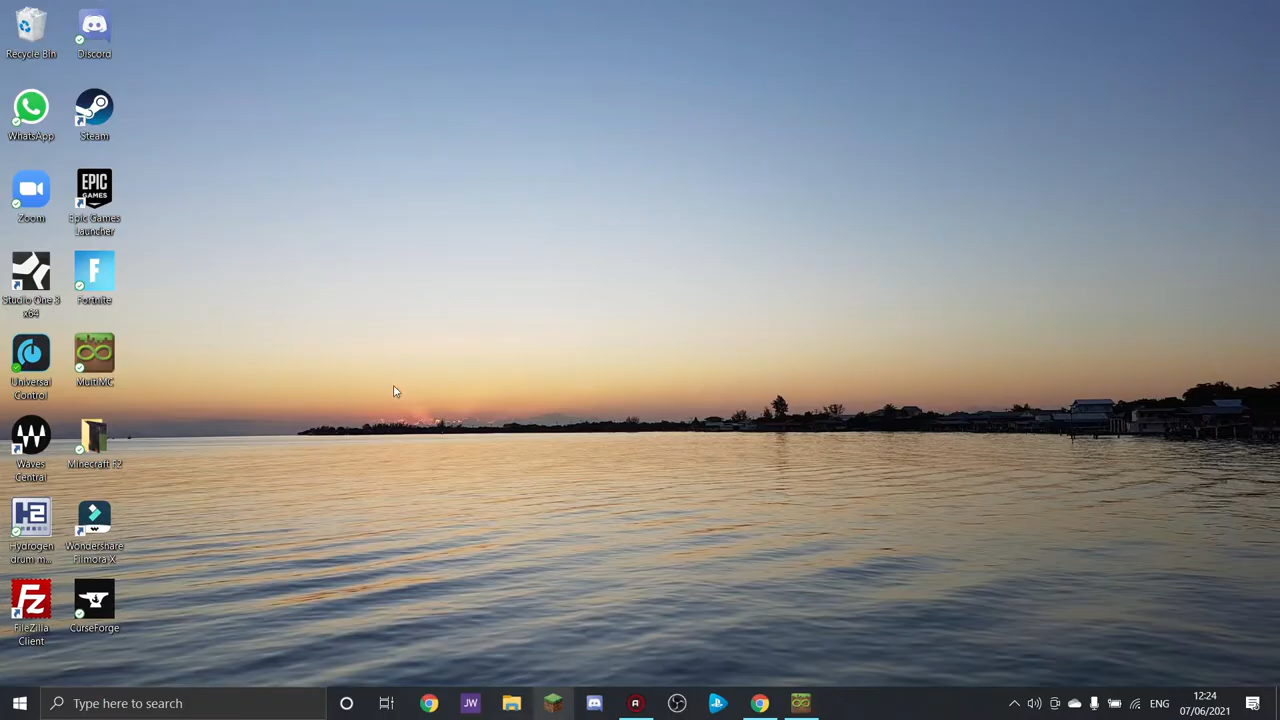 Recycle Bin
Discord
WhatsApp
Steam
Zoom
EPIC
GAMES
Epic Games
Launcher
Studio One 3
x64
Fortnite
Universal
Control
MultiMC
Waves
Central
Minecraft F2
H2
Hydrogen
drum m...
Wondershare
Filmora X
Fz
FileZilla
Client
CurseForge
Type here to search
JW
ENG
12:24
07/06/2021